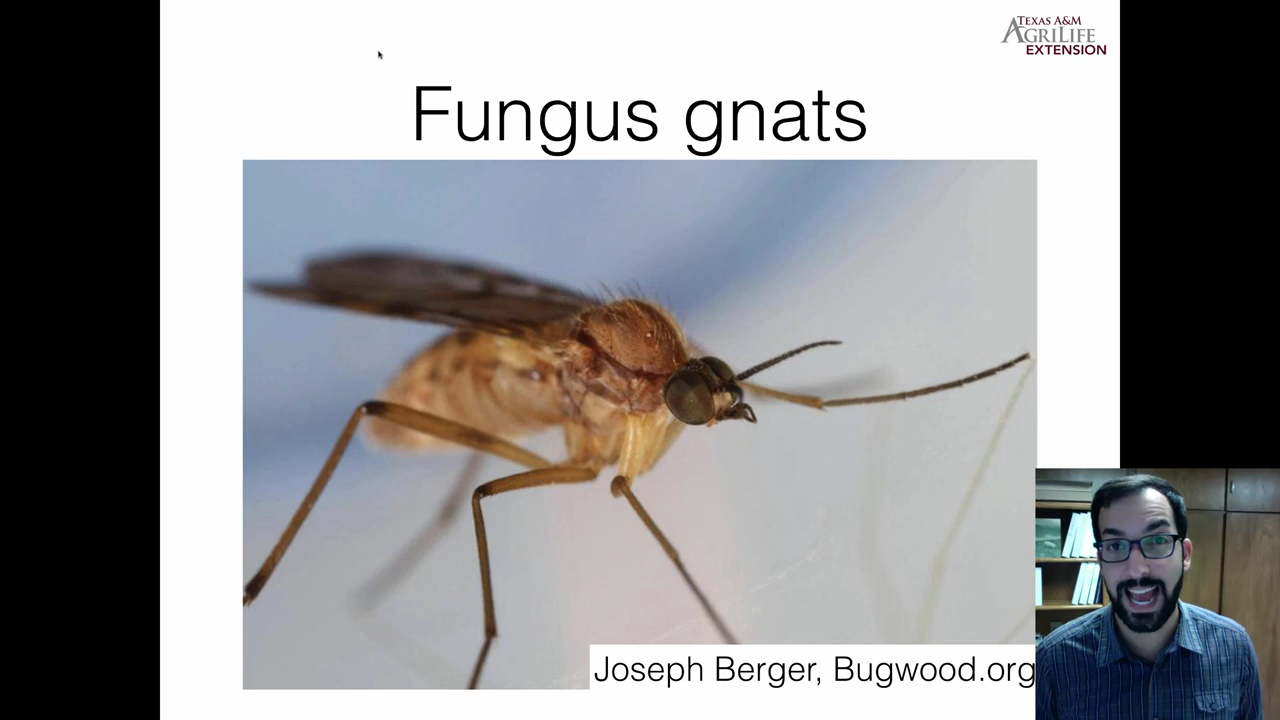 TEXAS A&M
AGRILIFE
EXTENSION
Fungus gnats
Joseph Berger, Bugwood.org